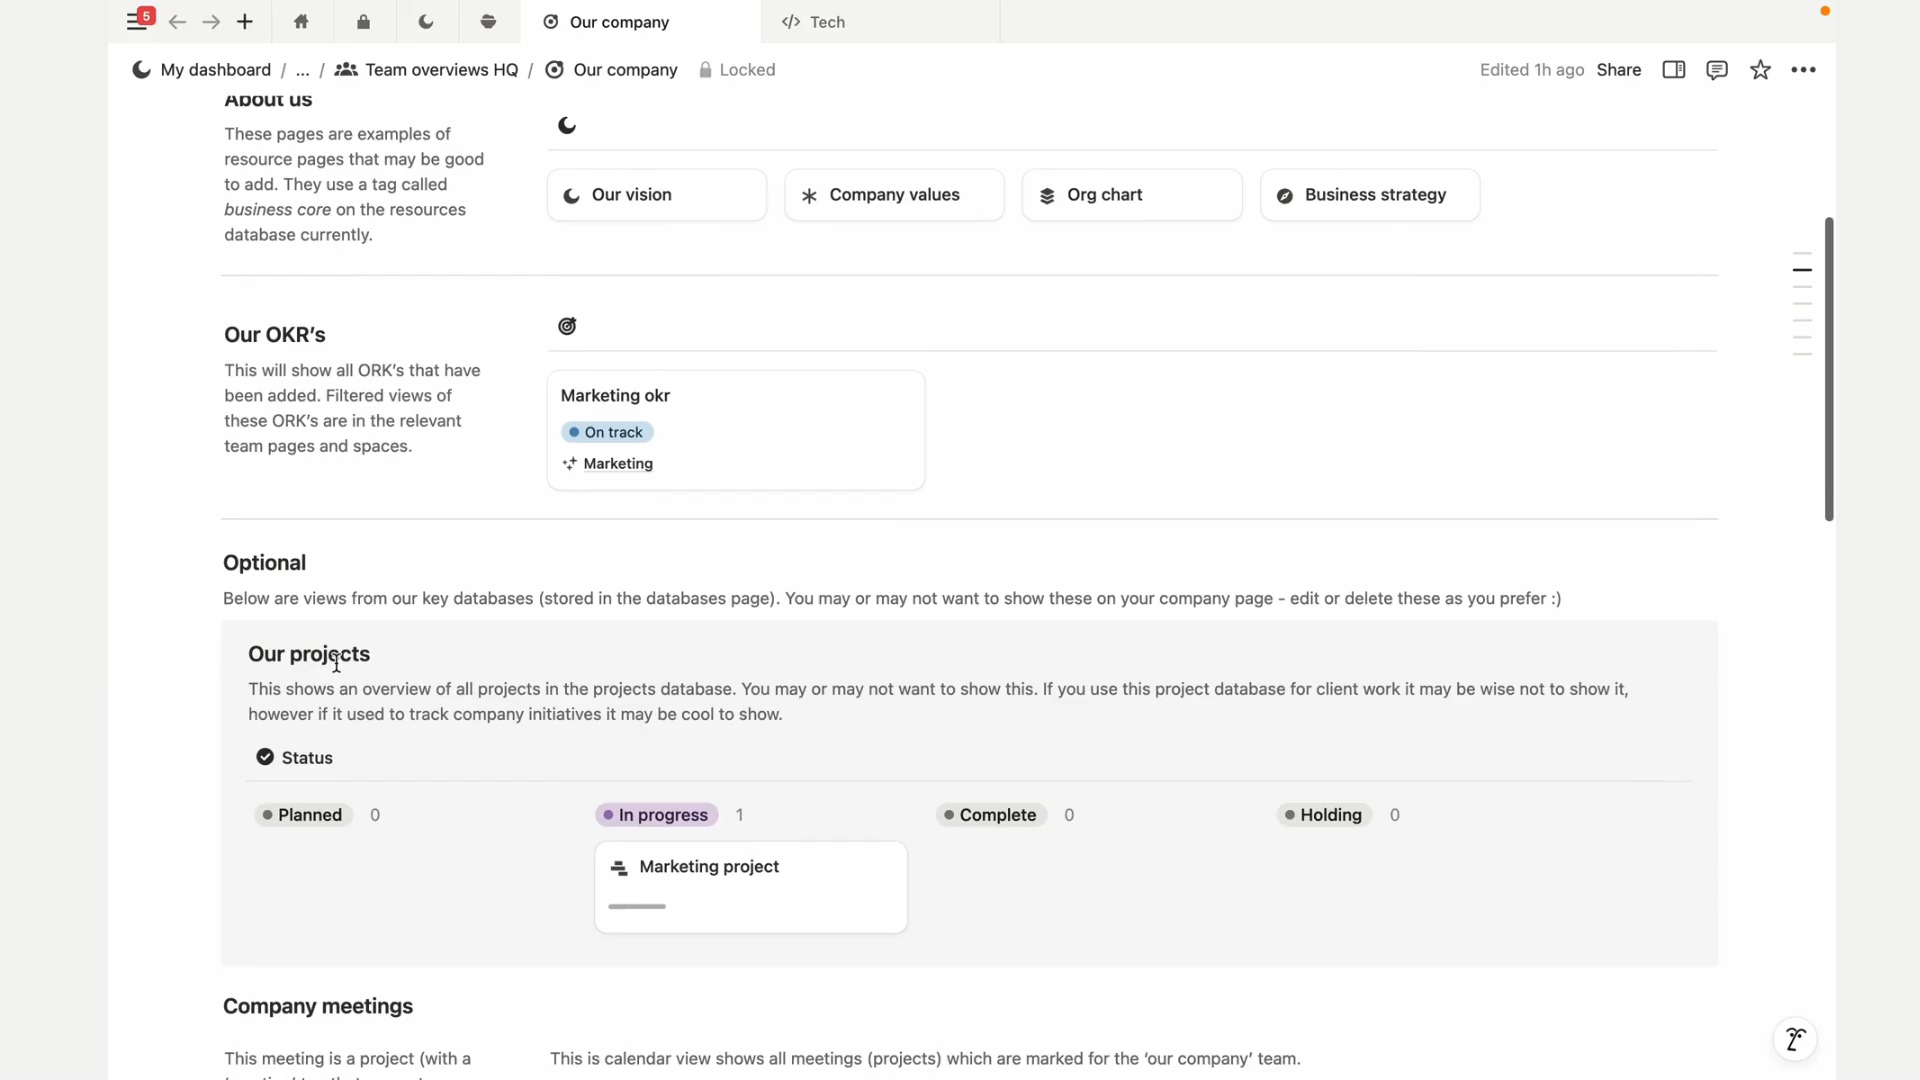 5
Our company
Tech
My dashboard / ... / Team overviews HQ / Our company Locked
Edited 1h ago Share
About us
These pages are examples of
resource pages that may be good
to add. They use a tag called
business core on the resources
database currently.
Our vision
Company values
Org chart
Business strategy
Our OKR's
This will show all ORK's that have
been added. Filtered views of
these ORK's are in the relevant
team pages and spaces.
Marketing okr
On track
Marketing
Optional
Below are views from our key databases (stored in the databases page). You may or may not want to show these on your company page - edit or delete these as you prefer :)
Our projects
This shows an overview of all projects in the projects database. You may or may not want to show this. If you use this project database for client work it may be wise not to show it,
however if it used to track company initiatives it may be cool to show.
Status
Planned 0
In progress 1
Complete 0
Holding 0
Marketing project
Company meetings
This meeting is a project (with a
This is calendar view shows all meetings (projects) which are marked for the 'our company' team.